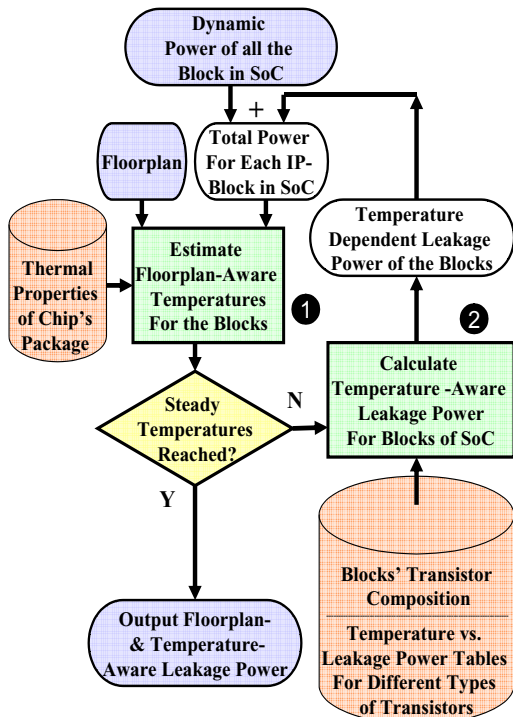 Dynamic
Power of all the
Block in SoC
+
Floorplan
Total Power
For Each IP-
Block in SoC
Temperature
Dependent Leakage
Power of the Blocks
Thermal
Properties
of Chip's
Package
Estimate
Floorplan-Aware
Temperatures
For the Blocks
1
2
Calculate
Temperature -Aware
Leakage Power
For Blocks of SoC
Steady
Temperatures
Reached?
N
Y
Output Floorplan-
& Temperature-
Aware Leakage Power
Blocks' Transistor
Composition
Temperature vs.
Leakage Power Tables
For Different Types
of Transistors